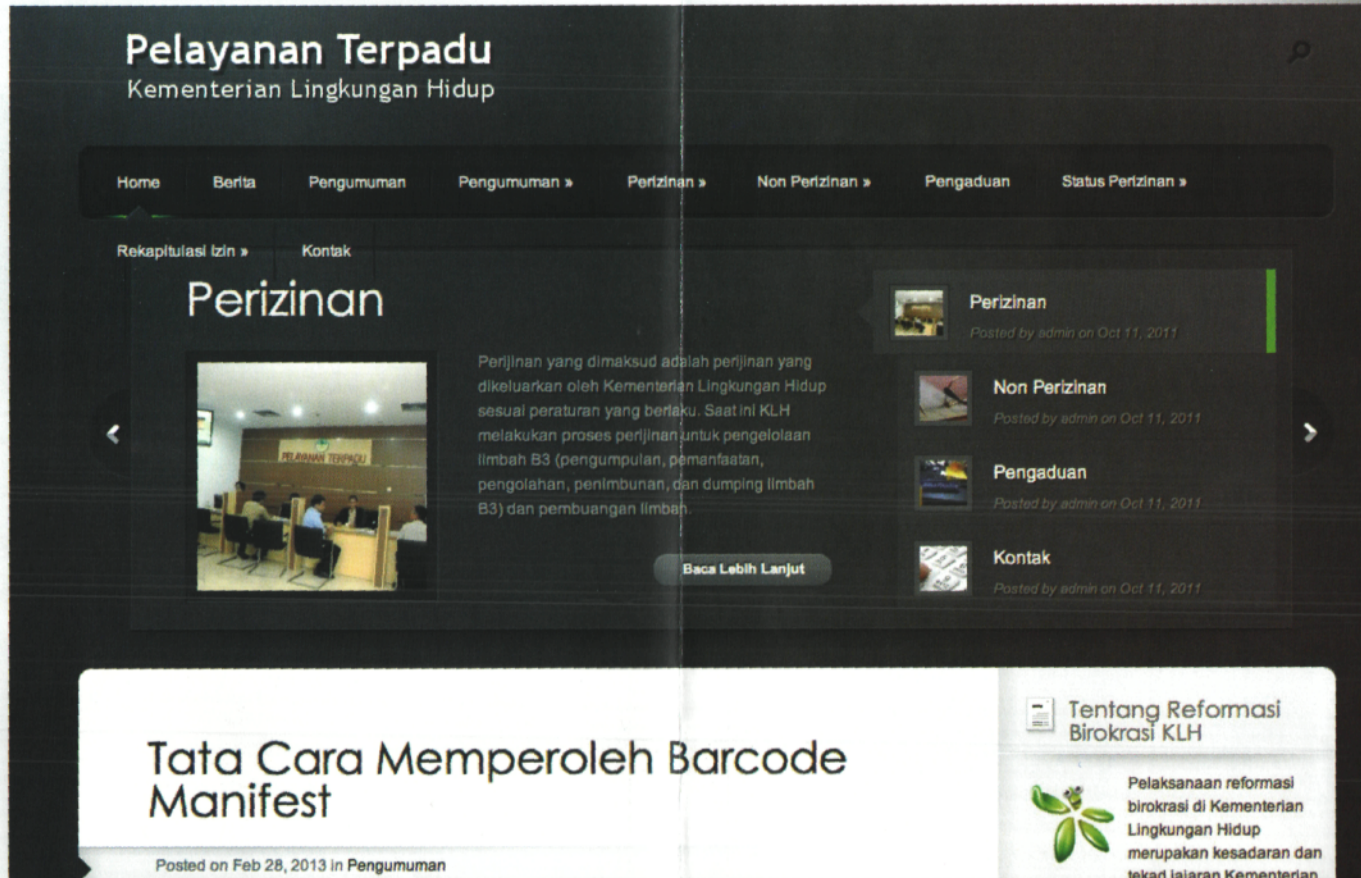 Pelayanan Terpadu
Kementerian Lingkungan Hidup
Home Berita Pengumuman Pengumuman » Perizinan » Non Perizinan » Pengaduan Status Perizinan »
Rekapitulasi Izin » Kontak
Perizinan
PELAYANAN TERPADU
Perijinan yang dimaksud adalah perijinan yang
dikeluarkan oleh Kementerian Lingkungan Hidup
sesuai peraturan yang berlaku. Saat ini KLH
melakukan proses perijinan untuk pengelolaan
limbah B3 (pengumpulan, pemanfaatan,
pengolahan, penimbunan, dan dumping limbah
B3) dan pembuangan limbah.
Baca Lebih Lanjut
Perizinan
Posted by admin on Oct 11, 2011
Non Perizinan
Posted by admin on Oct 11, 2011
Pengaduan
Posted by admin on Oct 11, 2011
Kontak
Posted by admin on Oct 11, 2011
Tata Cara Memperoleh Barcode
Manifest
Posted on Feb 28, 2013 in Pengumuman
Tentang Reformasi
Birokrasi KLH
Pelaksanaan reformasi
birokrasi di Kementerian
Lingkungan Hidup
merupakan kesadaran dan
tekad jajaran Kementerian